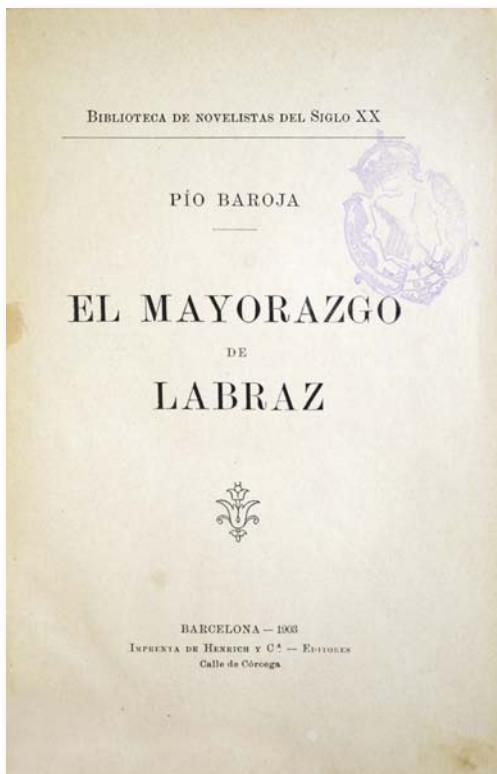 BIBLIOTECA DE NOVELISTAS DEL SIGLO XX
PÍO BAROJA
EL MAYORAZGO
DE
LABRAZ
BARCELONA — 1903
IMPRENTA DE HENRICH Y Cª — EDITORES
Calle de Córcega